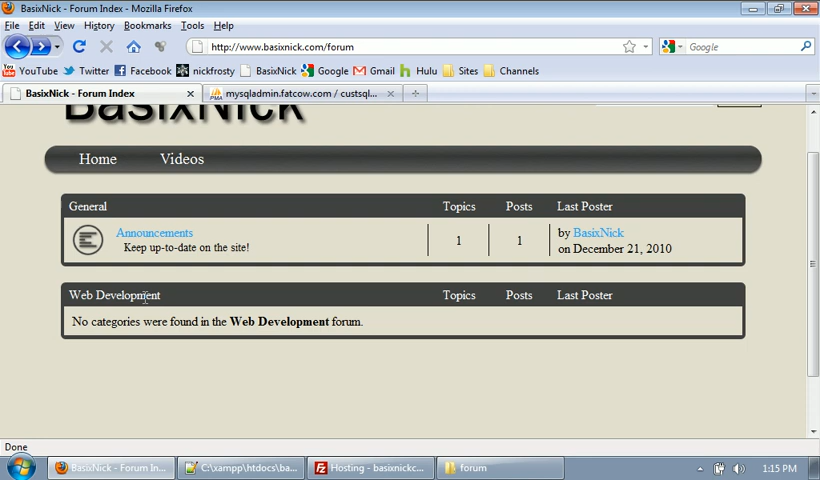 BasixNick - Forum Index - Mozilla Firefox
File Edit View History Bookmarks Tools Help
http://www.basixnick.com/forum
Google
YouTube Twitter Facebook nickfrosty BasixNick Google Gmail Hulu Sites Channels
BasixNick - Forum Index mysqladmin.fatcow.com / custsql...
BasixNick
Home Videos
General Topics Posts Last Poster
Announcements 1 1 by BasixNick
Keep up-to-date on the site! on December 21, 2010
Web Development Topics Posts Last Poster
No categories were found in the Web Development forum.
Done
BasixNick - Forum In... C:\xampp\htdocs\ba... Hosting - basixnickc... forum 1:15 PM